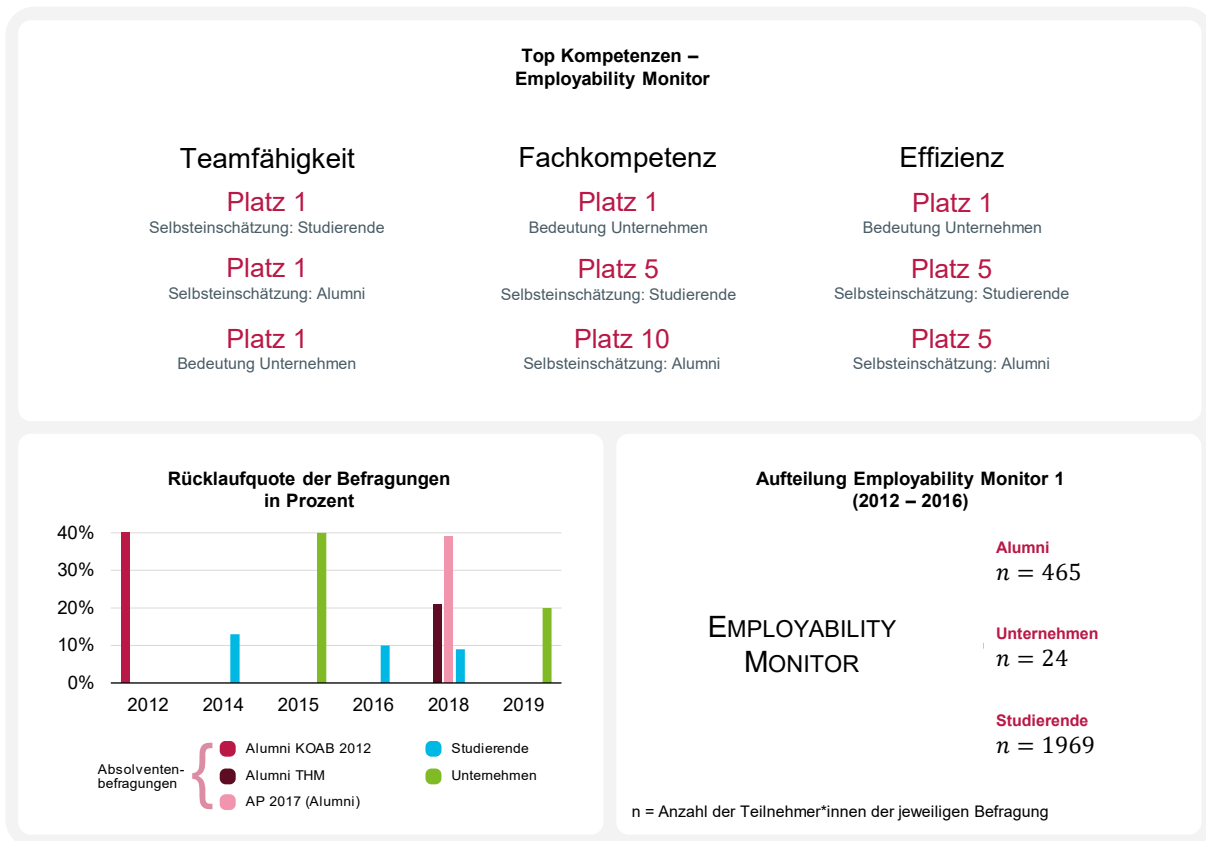 Top Kompetenzen –
Employability Monitor
Teamfähigkeit
Platz 1
Selbsteinschätzung: Studierende
Platz 1
Selbsteinschätzung: Alumni
Platz 1
Bedeutung Unternehmen
Fachkompetenz
Platz 1
Bedeutung Unternehmen
Platz 5
Selbsteinschätzung: Studierende
Platz 10
Selbsteinschätzung: Alumni
Effizienz
Platz 1
Bedeutung Unternehmen
Platz 5
Selbsteinschätzung: Studierende
Platz 5
Selbsteinschätzung: Alumni
Rücklaufquote der Befragungen
in Prozent
40%
30%
20%
10%
0%
2012 2014 2015 2016 2018 2019
Absolventen-
befragungen
Alumni KOAB 2012
Alumni THM
AP 2017 (Alumni)
Studierende
Unternehmen
Aufteilung Employability Monitor 1
(2012 – 2016)
EMPLOYABILITY
MONITOR
Alumni
n = 465
Unternehmen
n = 24
Studierende
n = 1969
n = Anzahl der Teilnehmer*innen der jeweiligen Befragung